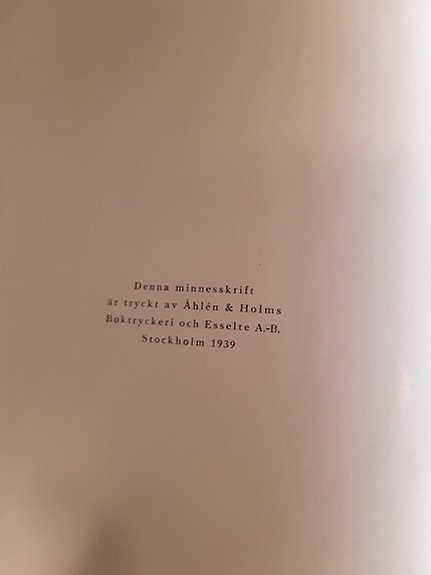 Denna minnesskrift
är tryckt av Åhlén & Holms
Boktryckeri och Esselte A.-B.
Stockholm 1939